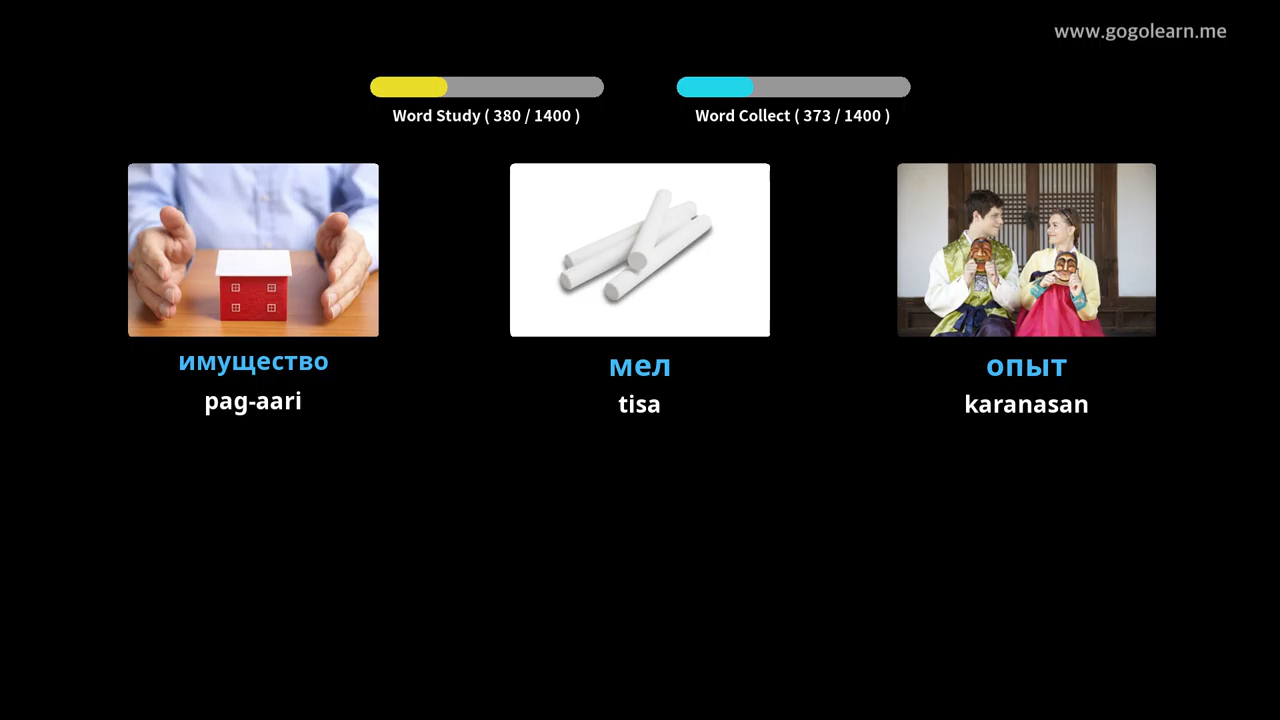 www.gogolearn.me
Word Study ( 380 / 1400 )
Word Collect ( 373 / 1400 )
имущество
pag-aari
мел
tisa
опыт
karanasan